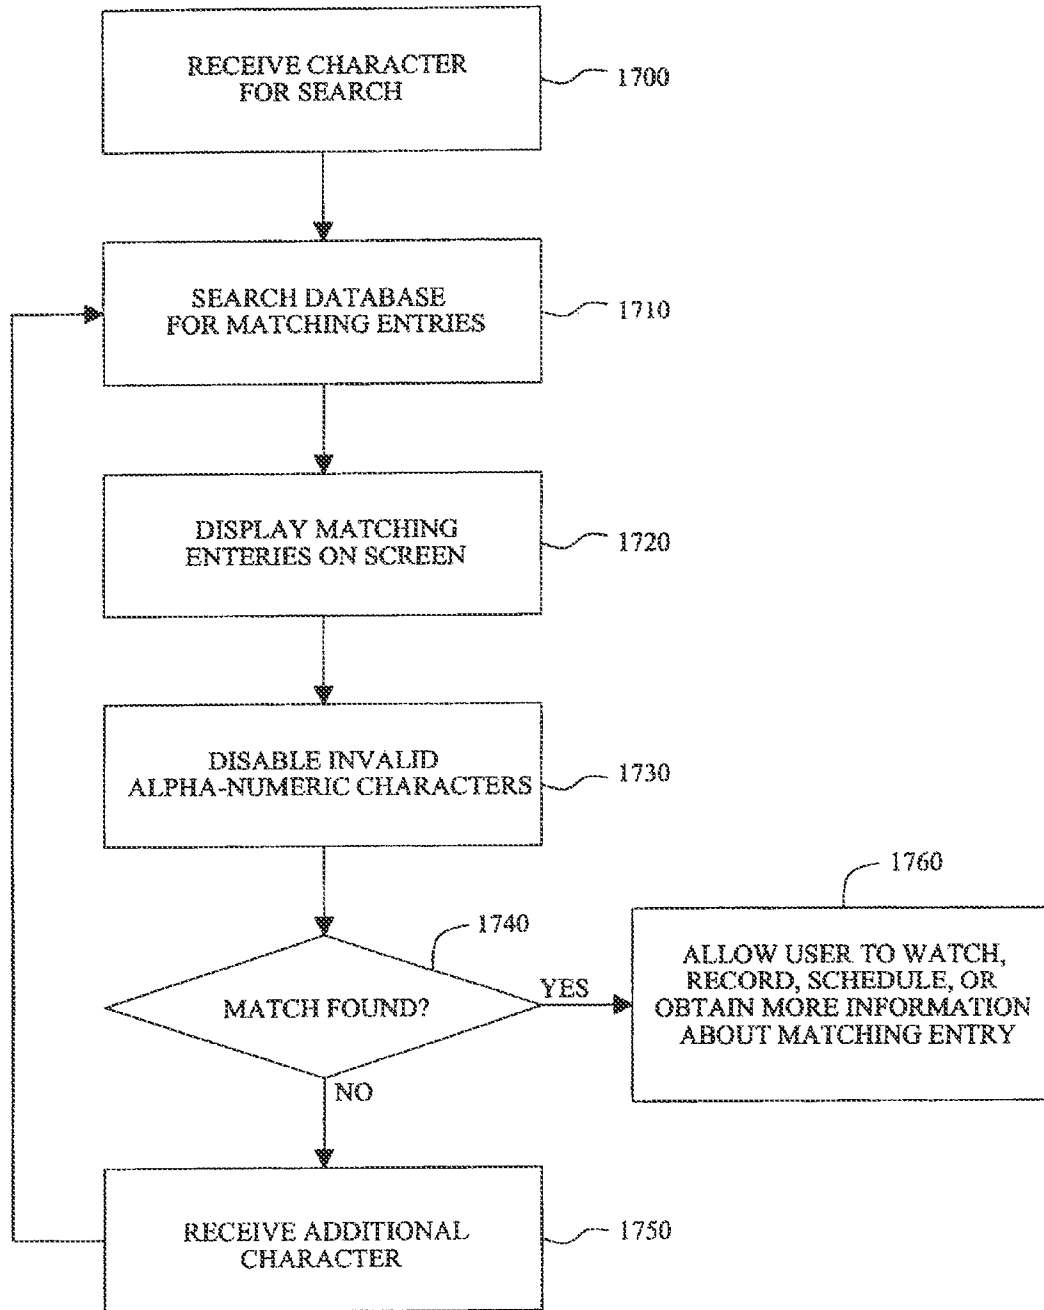 RECEIVE CHARACTER
FOR SEARCH
1700
SEARCH DATABASE
FOR MATCHING ENTRIES
1710
DISPLAY MATCHING
ENTERIES ON SCREEN
1720
DISABLE INVALID
ALPHA-NUMERIC CHARACTERS
1730
1740
MATCH FOUND?
YES
1760
ALLOW USER TO WATCH,
RECORD, SCHEDULE, OR
OBTAIN MORE INFORMATION
ABOUT MATCHING ENTRY
NO
RECEIVE ADDITIONAL
CHARACTER
1750